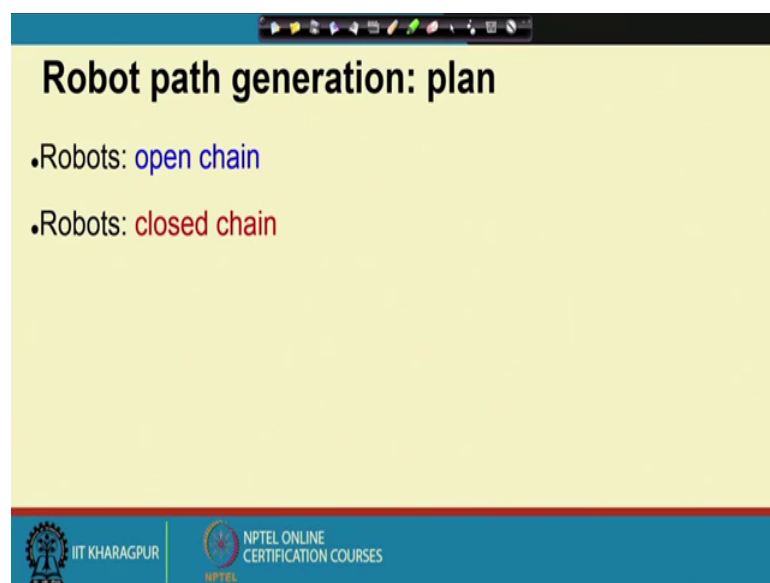 Robot path generation: plan
•Robots: open chain
•Robots: closed chain
IIT KHARAGPUR
NPTEL ONLINE
CERTIFICATION COURSES
NPTEL